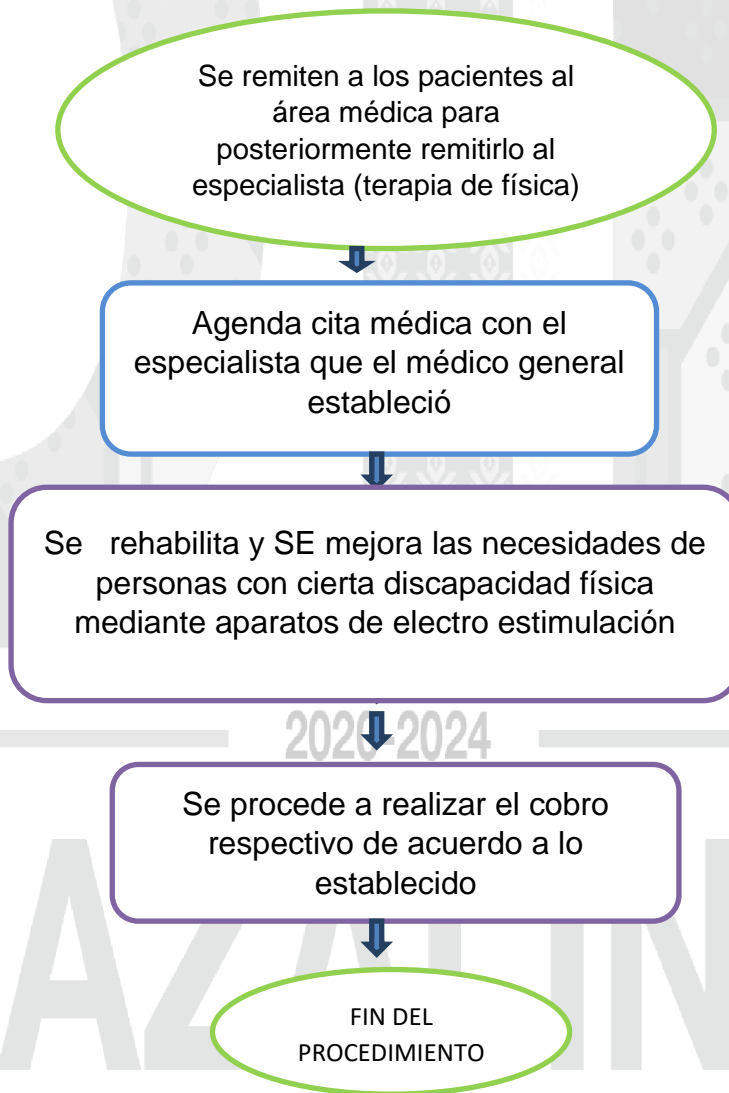 Se remiten a los pacientes al
área médica para
posteriormente remitirlo al
especialista (terapia de física)
Agenda cita médica con el
especialista que el médico general
estableció
Se rehabilita y SE mejora las necesidades de
personas con cierta discapacidad física
mediante aparatos de electro estimulación
2020-2024
Se procede a realizar el cobro
respectivo de acuerdo a lo
establecido
FIN DEL
PROCEDIMIENTO